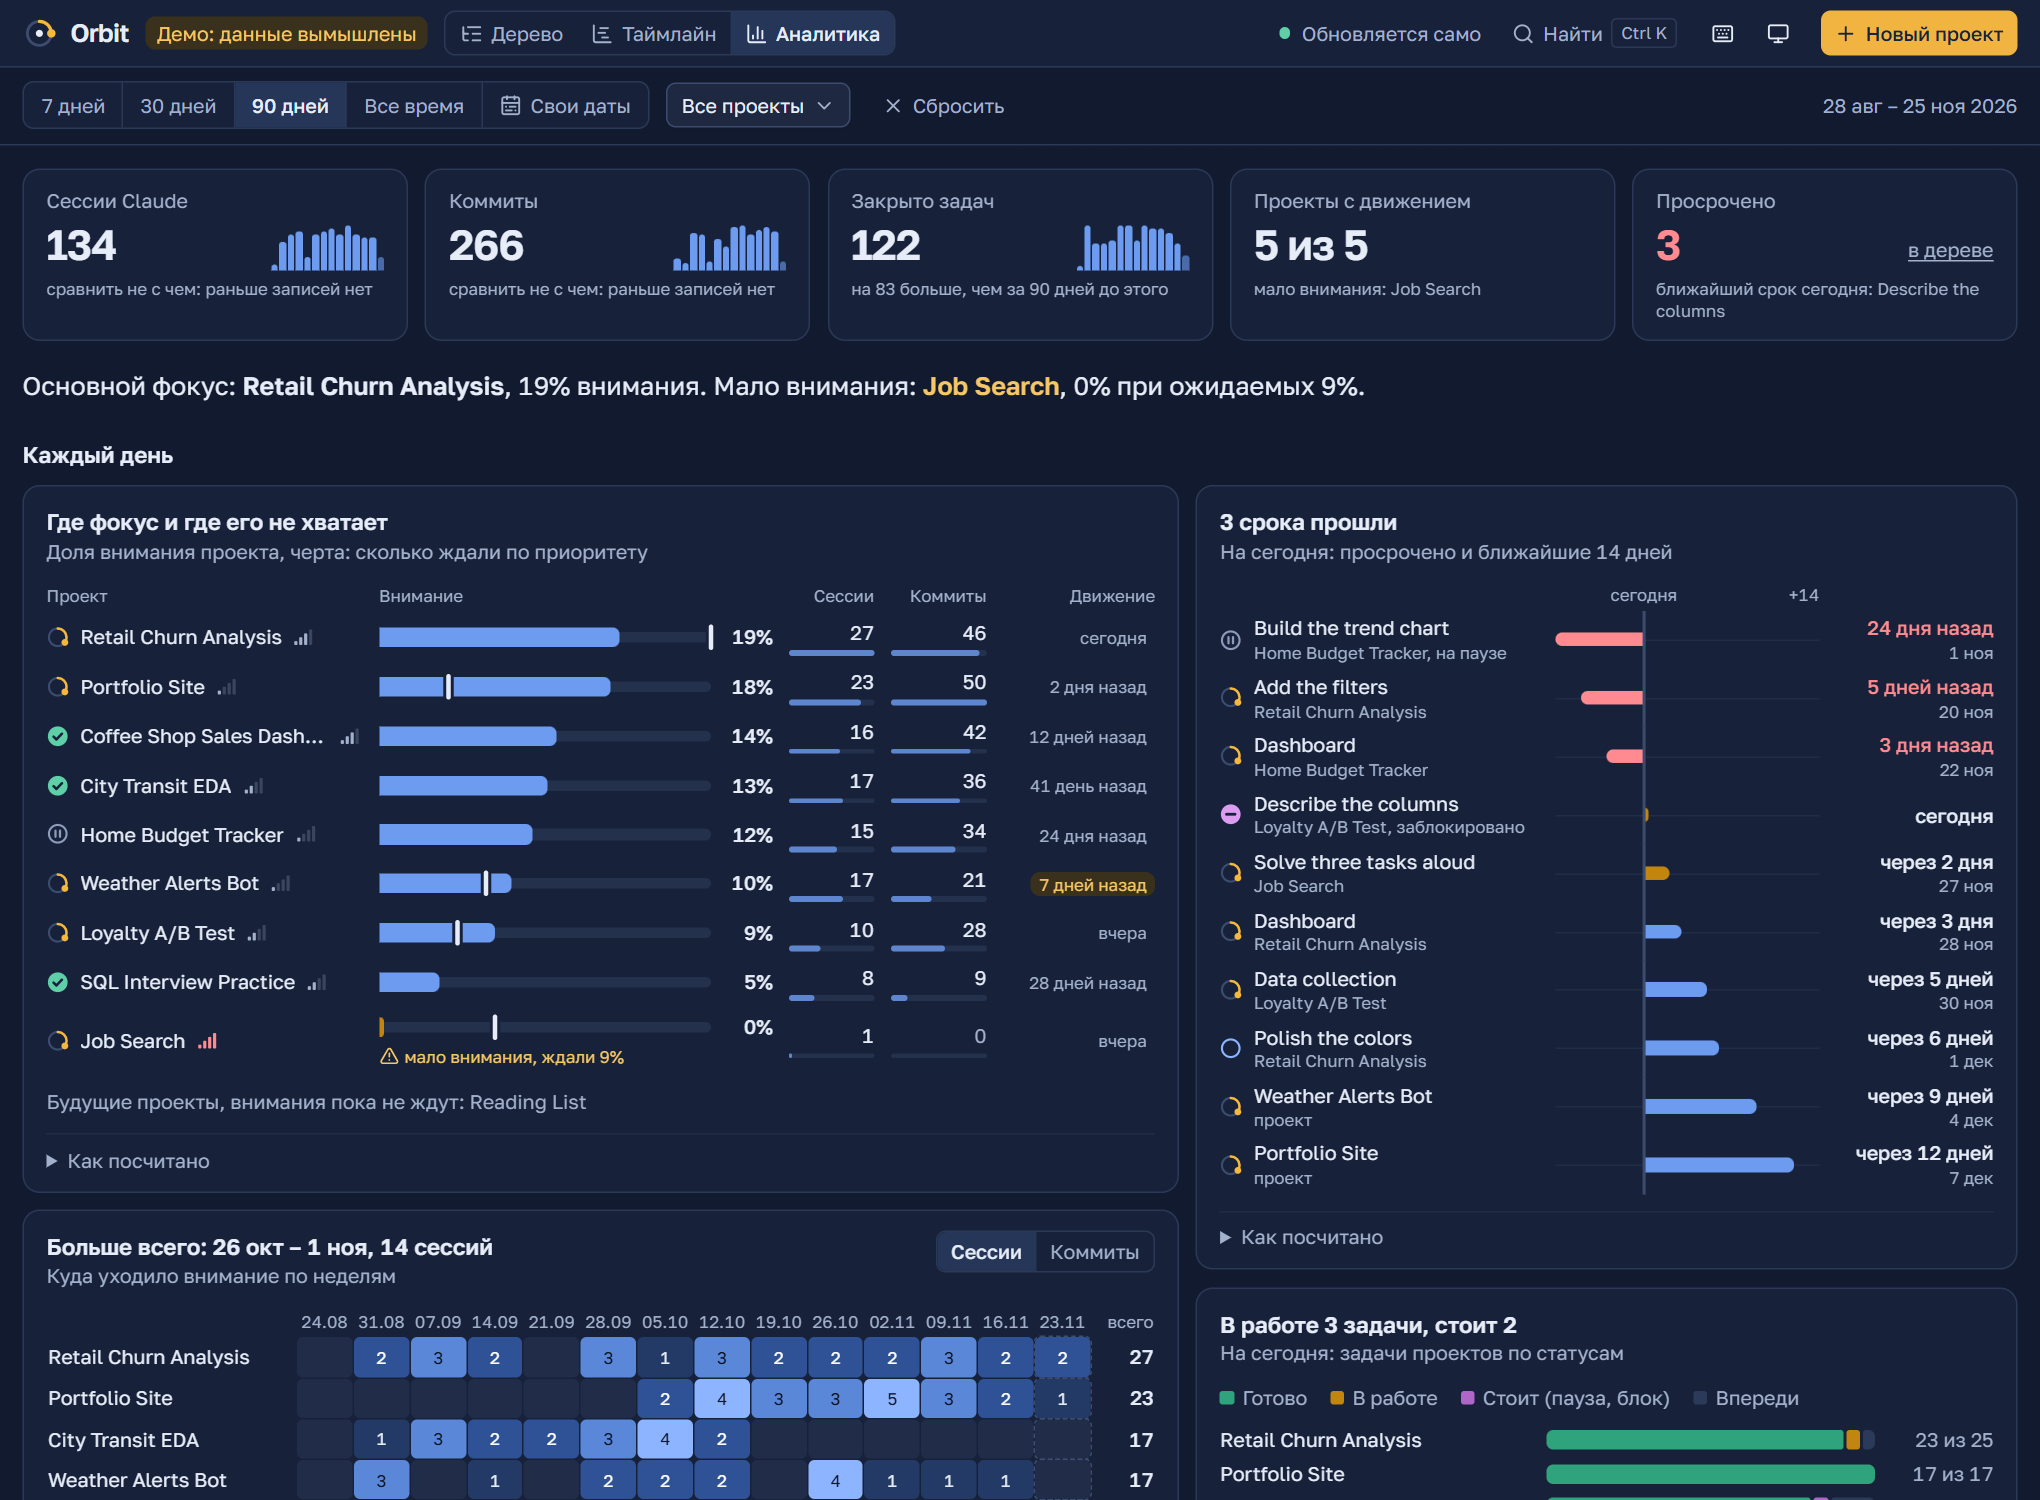 Orbit
Демо: данные вымышлены
Дерево
Таймлайн
Аналитика
Обновляется само
Найти
Ctrl K
Новый проект
7 дней
30 дней
90 дней
Все время
Свои даты
Все проекты
Сбросить
28 авг – 25 ноя 2026
Сессии Claude
134
сравнить не с чем: раньше записей нет
Коммиты
266
сравнить не с чем: раньше записей нет
Закрыто задач
122
на 83 больше, чем за 90 дней до этого
Проекты с движением
5 из 5
мало внимания: Job Search
Просрочено
3
в дереве
ближайший срок сегодня: Describe the
columns
Основной фокус: Retail Churn Analysis, 19% внимания. Мало внимания: Job Search, 0% при ожидаемых 9%.
Каждый день
Где фокус и где его не хватает
Доля внимания проекта, черта: сколько ждали по приоритету
Проект Внимание Сессии Коммиты Движение
Retail Churn Analysis 19% 27 46 сегодня
Portfolio Site 18% 23 50 2 дня назад
Coffee Shop Sales Dash... 14% 16 42 12 дней назад
City Transit EDA 13% 17 36 41 день назад
Home Budget Tracker 12% 15 34 24 дня назад
Weather Alerts Bot 10% 17 21 7 дней назад
Loyalty A/B Test 9% 10 28 вчера
SQL Interview Practice 5% 8 9 28 дней назад
Job Search 0% 1 0 вчера
мало внимания, ждали 9%
Будущие проекты, внимания пока не ждут: Reading List
Как посчитано
3 срока прошли
На сегодня: просрочено и ближайшие 14 дней
сегодня +14
Build the trend chart 24 дня назад
Home Budget Tracker, на паузе 1 ноя
Add the filters 5 дней назад
Retail Churn Analysis 20 ноя
Dashboard 3 дня назад
Home Budget Tracker 22 ноя
Describe the columns сегодня
Loyalty A/B Test, заблокировано
Solve three tasks aloud через 2 дня
Job Search 27 ноя
Dashboard через 3 дня
Retail Churn Analysis 28 ноя
Data collection через 5 дней
Loyalty A/B Test 30 ноя
Polish the colors через 6 дней
Retail Churn Analysis 1 дек
Weather Alerts Bot через 9 дней
проект 4 дек
Portfolio Site через 12 дней
проект 7 дек
Как посчитано
Больше всего: 26 окт – 1 ноя, 14 сессий
Куда уходило внимание по неделям
Сессии
Коммиты
24.08 31.08 07.09 14.09 21.09 28.09 05.10 12.10 19.10 26.10 02.11 09.11 16.11 23.11 всего
Retail Churn Analysis 2 3 2 3 1 3 2 2 2 3 2 2 27
Portfolio Site 2 4 3 3 5 3 2 1 23
City Transit EDA 1 3 2 2 3 4 2 17
Weather Alerts Bot 3 1 2 2 2 4 1 1 1 17
В работе 3 задачи, стоит 2
На сегодня: задачи проектов по статусам
Готово
В работе
Стоит (пауза, блок)
Впереди
Retail Churn Analysis 23 из 25
Portfolio Site 17 из 17